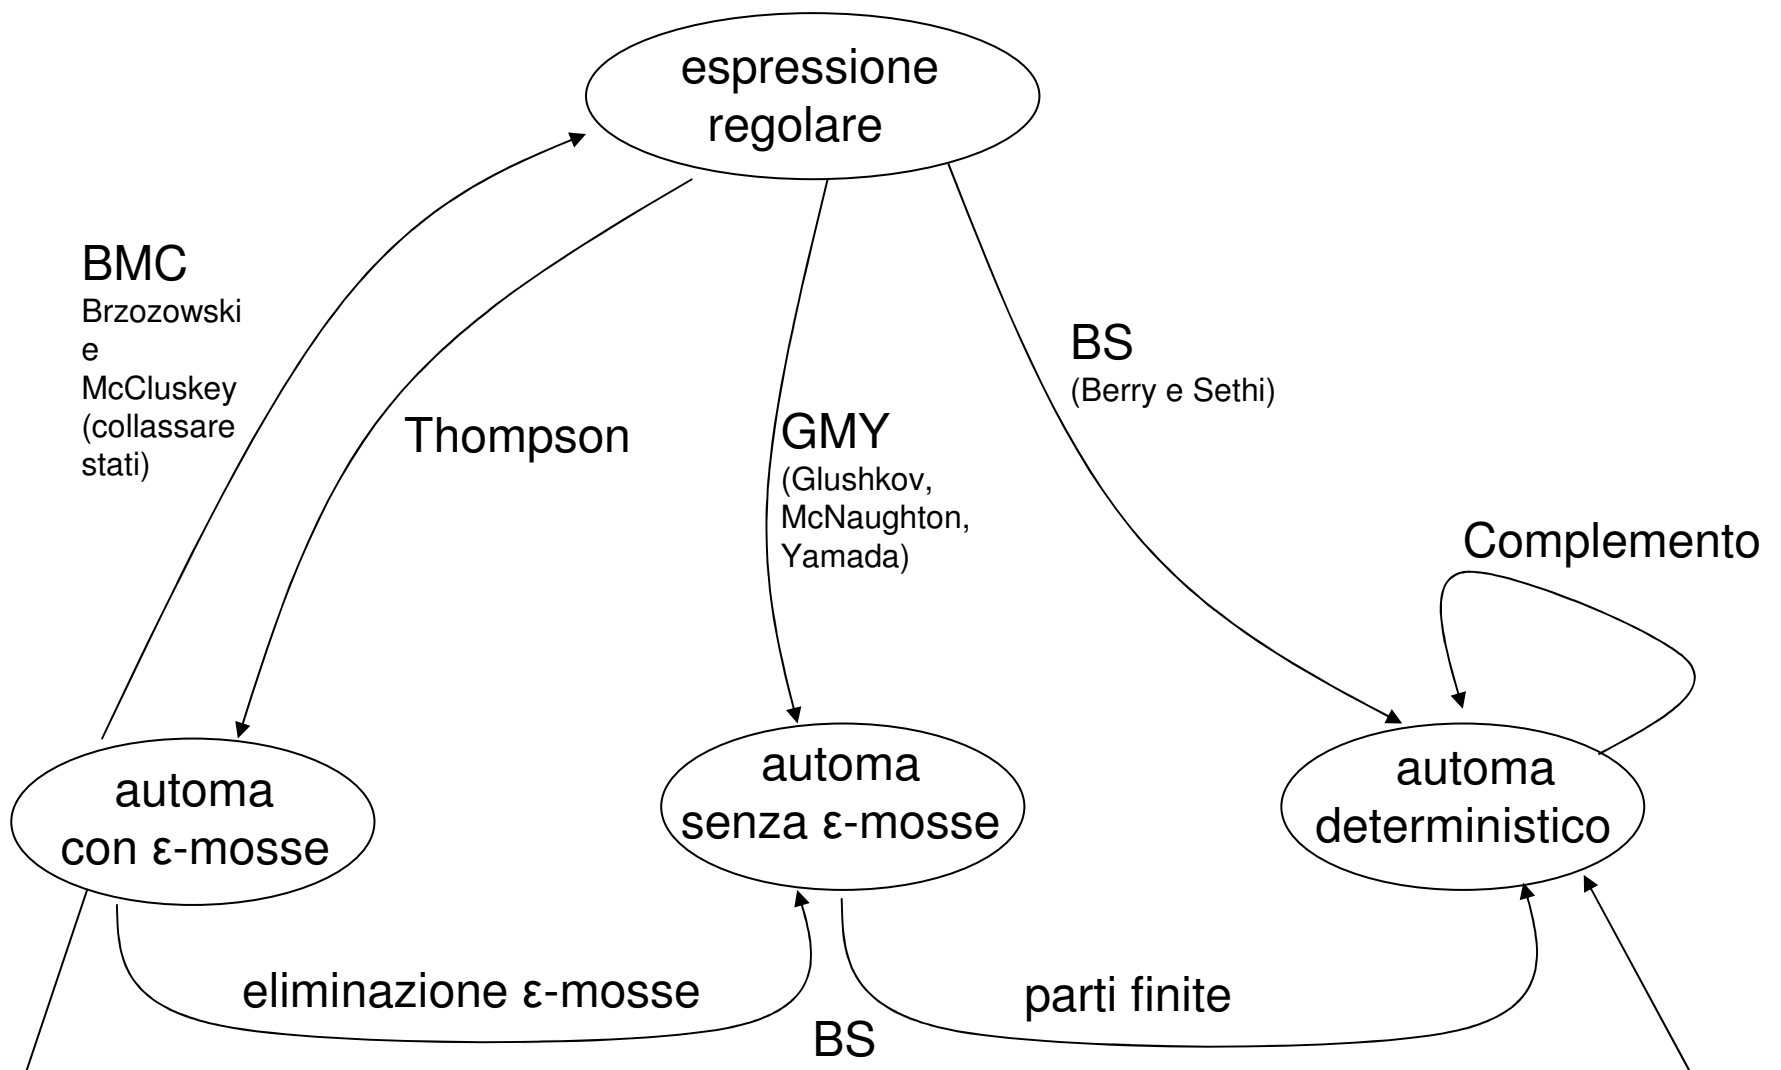 espressione
regolare
BMC
Brzozowski
e
McCluskey
(collassare
stati)
Thompson
GMY
(Glushkov,
McNaughton,
Yamada)
BS
(Berry e Sethi)
Complemento
automa
con ε-mosse
automa
senza ε-mosse
automa
deterministico
eliminazione ε-mosse
BS
parti finite